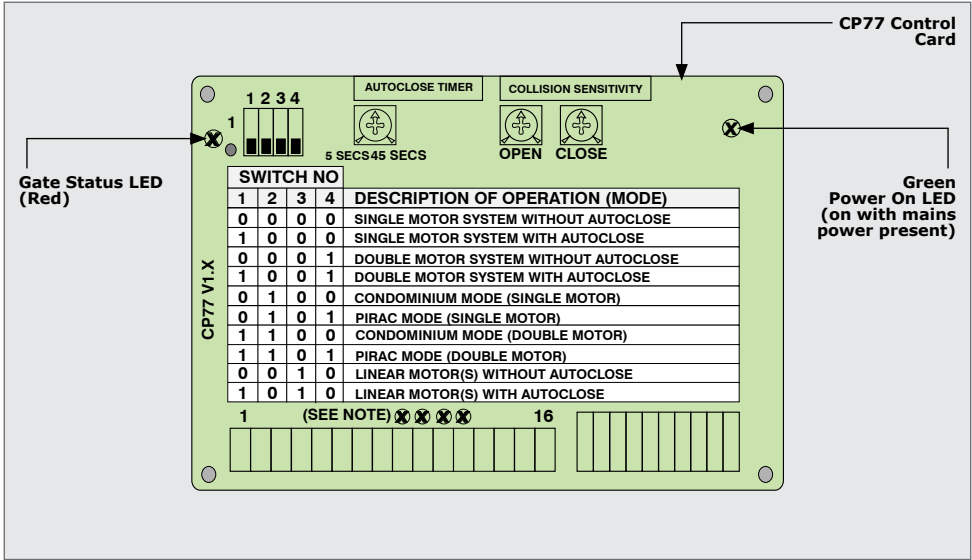 CP77 Control
Card
AUTOCLOSE TIMER
COLLISION SENSITIVITY
1 2 3 4
1
5 SECS 45 SECS
OPEN CLOSE
Gate Status LED
(Red)
Green
Power On LED
(on with mains
power present)
CP77 V1.X
SWITCH NO
1 2 3 4 DESCRIPTION OF OPERATION (MODE)
0 0 0 0 SINGLE MOTOR SYSTEM WITHOUT AUTOCLOSE
1 0 0 0 SINGLE MOTOR SYSTEM WITH AUTOCLOSE
0 0 0 1 DOUBLE MOTOR SYSTEM WITHOUT AUTOCLOSE
1 0 0 1 DOUBLE MOTOR SYSTEM WITH AUTOCLOSE
0 1 0 0 CONDOMINIUM MODE (SINGLE MOTOR)
0 1 0 1 PIRAC MODE (SINGLE MOTOR)
1 1 0 0 CONDOMINIUM MODE (DOUBLE MOTOR)
1 1 0 1 PIRAC MODE (DOUBLE MOTOR)
0 0 1 0 LINEAR MOTOR(S) WITHOUT AUTOCLOSE
1 0 1 0 LINEAR MOTOR(S) WITH AUTOCLOSE
1 (SEE NOTE) 16